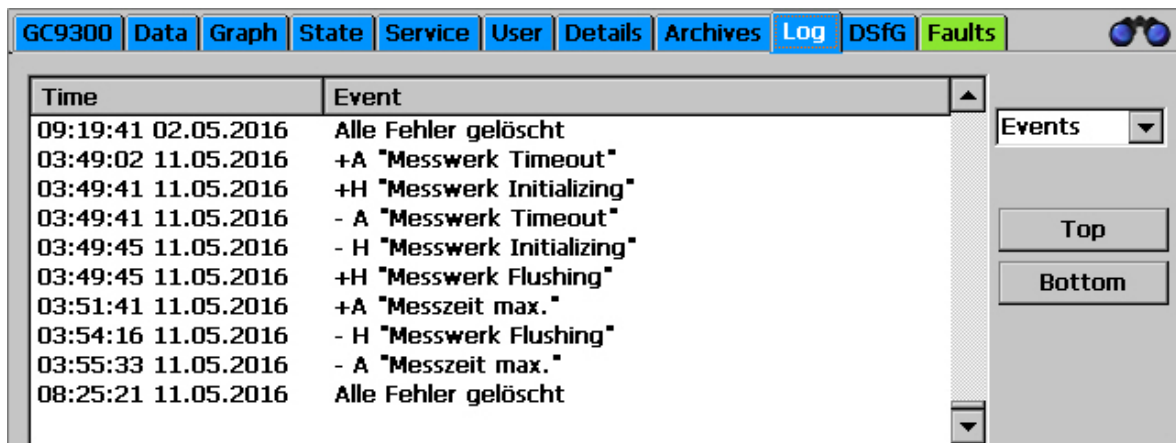 GC9300 Data Graph State Service User Details Archives Log DSfG Faults
Time Event
09:19:41 02.05.2016 Alle Fehler gelöscht
03:49:02 11.05.2016 +A "Messwerk Timeout"
03:49:41 11.05.2016 +H "Messwerk Initializing"
03:49:41 11.05.2016 - A "Messwerk Timeout"
03:49:45 11.05.2016 - H "Messwerk Initializing"
03:49:45 11.05.2016 +H "Messwerk Flushing"
03:51:41 11.05.2016 +A "Messzeit max."
03:54:16 11.05.2016 - H "Messwerk Flushing"
03:55:33 11.05.2016 - A "Messzeit max."
08:25:21 11.05.2016 Alle Fehler gelöscht
Events
Top
Bottom